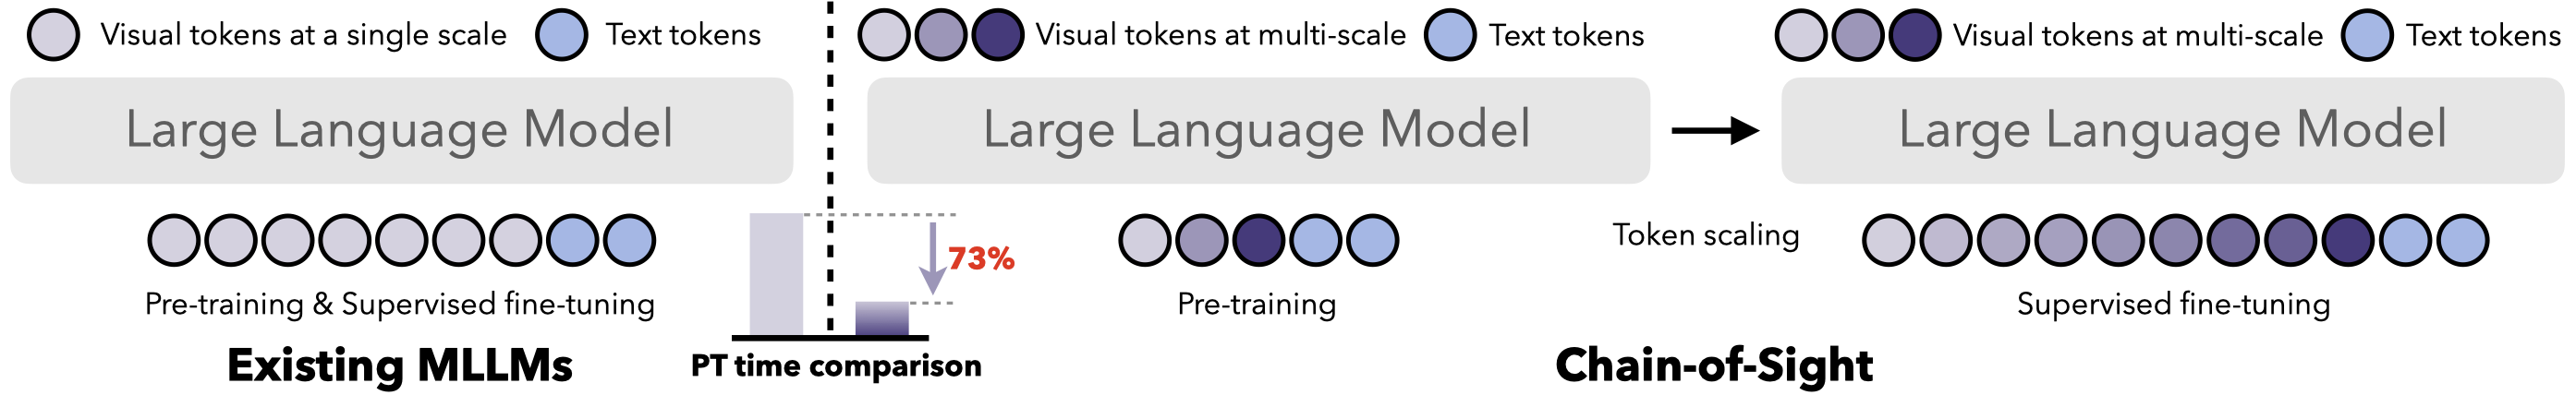 Visual tokens at a single scale
Text tokens
Large Language Model
Pre-training & Supervised fine-tuning
Existing MLLMs
73%
PT time comparison
Visual tokens at multi-scale
Text tokens
Large Language Model
Pre-training
Token scaling
Visual tokens at multi-scale
Text tokens
Large Language Model
Supervised fine-tuning
Chain-of-Sight